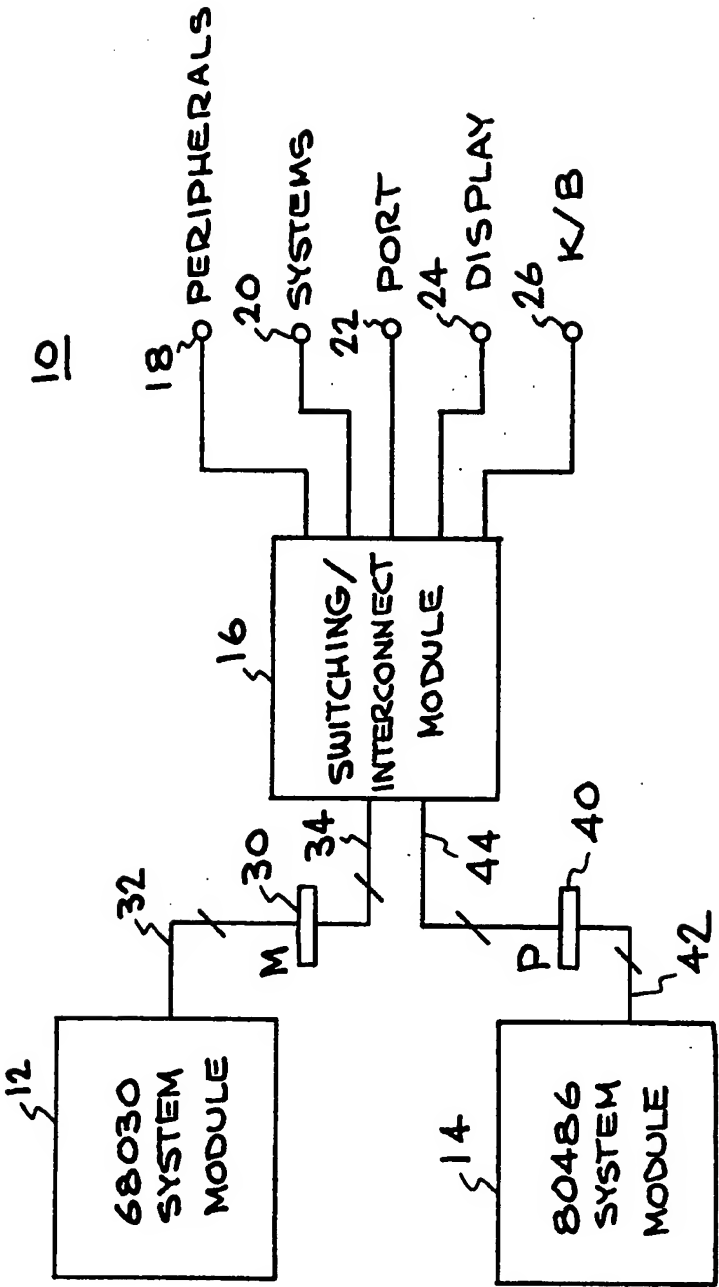 10
12
68030
SYSTEM
MODULE
32
30
M
34
14
80486
SYSTEM
MODULE
42
40
P
44
16
SWITCHING/
INTERCONNECT
MODULE
18 PERIPHERALS
20 SYSTEMS
22 PORT
24 DISPLAY
26 K/B